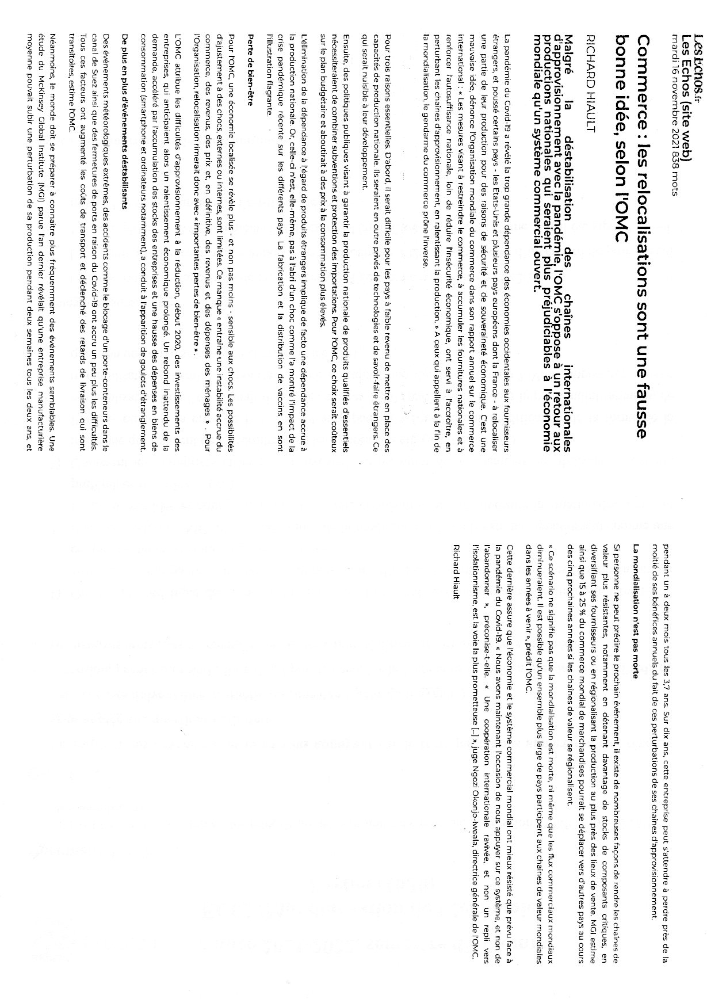 Les Echos.fr
Les Echos (site web)
mardi 16 novembre 2021 838 mots
Commerce : les relocalisations sont une fausse
bonne idée, selon l'OMC
RICHARD HIAULT
Malgré la déstabilisation des chaînes internationales
d'approvisionnement avec la pandémie, l'OMC s'oppose à un retour aux
productions nationales qui seraient plus préjudiciables à l'économie
mondiale qu'un système commercial ouvert.
La pandémie du Covid-19 a révélé la trop grande dépendance des économies occidentales aux fournisseurs
étrangers, et poussé certains pays - les Etats-Unis et plusieurs pays européens dont la France - à relocaliser
une partie de leur production pour des raisons de sécurité et de souveraineté économique. C'est une
mauvaise idée, dénonce l'Organisation mondiale du commerce dans son rapport annuel sur le commerce
international : « Les mesures visant à restreindre le commerce, à accumuler les fournitures nationales et à
renforcer l'autosuffisance nationale, loin de réduire l'insécurité économique, ont servi à l'accroître, en
perturbant les chaînes d'approvisionnement, en ralentissant la production. » A ceux qui appellent à la fin de
la mondialisation, le gendarme du commerce prône l'inverse.
Pour trois raisons essentielles. D'abord, il serait difficile pour les pays à faible revenu de mettre en place des
capacités de production nationale. Ils seraient en outre privés de technologies et de savoir-faire étrangers. Ce
qui serait nuisible à leur développement.
Ensuite, des politiques publiques visant à garantir la production nationale de produits qualifiés d'essentiels
nécessiteraient de combiner subventions et protection des importations. Pour l'OMC, ce choix serait coûteux
sur le plan budgétaire et aboutirait à des prix à la consommation plus élevés.
L'élimination de la dépendance à l'égard de produits étrangers implique de facto une dépendance accrue à
la production nationale. Or, celle-ci n'est, elle-même, pas à l'abri d'un choc comme l'a montré l'impact de la
crise pandémique récente sur les différents pays. La fabrication et la distribution de vaccins en sont
l'illustration flagrante.
Perte de bien-être
Pour l'OMC, une économie localisée se révèle plus - et non pas moins - sensible aux chocs. Les possibilités
d'ajustement à des chocs, externes ou internes, sont limitées. Ce manque « entraîne une instabilité accrue du
commerce, des revenus, des prix et, en définitive, des revenus et des dépenses des ménages » . Pour
l'Organisation, relocalisation rimerait donc avec « importantes pertes de bien-être » .
L'OMC attribue les difficultés d'approvisionnement à la réduction, début 2020, des investissements des
entreprises, qui anticipaient alors un ralentissement économique prolongé. Un rebond inattendu de la
demande, accéléré par l'accumulation des stocks des entreprises et une hausse des dépenses en biens de
consommation (smartphone et ordinateurs notamment), a conduit à l'apparition de goulots d'étranglement.
De plus en plus d'événements déstabilisants
Des événements météorologiques extrêmes, des accidents comme le blocage d'un porte-conteneurs dans le
canal de Suez ainsi que des fermetures de ports en raison du Covid-19 ont accru un peu plus les difficultés.
Tous ces facteurs ont augmenté les coûts de transport et déclenché des retards de livraison qui sont
transitoires, estime l'OMC.
Néanmoins, le monde doit se préparer à connaître plus fréquemment des événements semblables. Une
étude du McKinsey Global Institute (MGI) parue l'an dernier révélait qu'une entreprise manufacturière
moyenne pouvait subir une perturbation de sa production pendant deux semaines tous les deux ans, et
pendant un à deux mois tous les 3,7 ans. Sur dix ans, cette entreprise peut s'attendre à perdre près de la
moitié de ses bénéfices annuels du fait de ces perturbations de ses chaînes d'approvisionnement.
La mondialisation n'est pas morte
Si personne ne peut prédire le prochain événement, il existe de nombreuses façons de rendre les chaînes de
valeur plus résistantes, notamment en détenant davantage de stocks de composants critiques, en
diversifiant ses fournisseurs ou en régionalisant la production au plus près des lieux de vente. MGI estime
ainsi que 15 à 25 % du commerce mondial de marchandises pourrait se déplacer vers d'autres pays au cours
des cinq prochaines années si les chaînes de valeur se régionalisent.
« Ce scénario ne signifie pas que la mondialisation est morte, ni même que les flux commerciaux mondiaux
diminueraient. Il est possible qu'un ensemble plus large de pays participent aux chaînes de valeur mondiales
dans les années à venir », prédit l'OMC.
Cette dernière assure que l'économie et le système commercial mondial ont mieux résisté que prévu face à
la pandémie du Covid-19. « Nous avons maintenant l'occasion de nous appuyer sur ce système, et non de
l'abandonner », préconise-t-elle. « Une coopération internationale ravivée, et non un repli vers
l'isolationnisme, est la voie la plus prometteuse [...] », juge Ngozi Okonjo-Iweala, directrice générale de l'OMC.
Richard Hiault